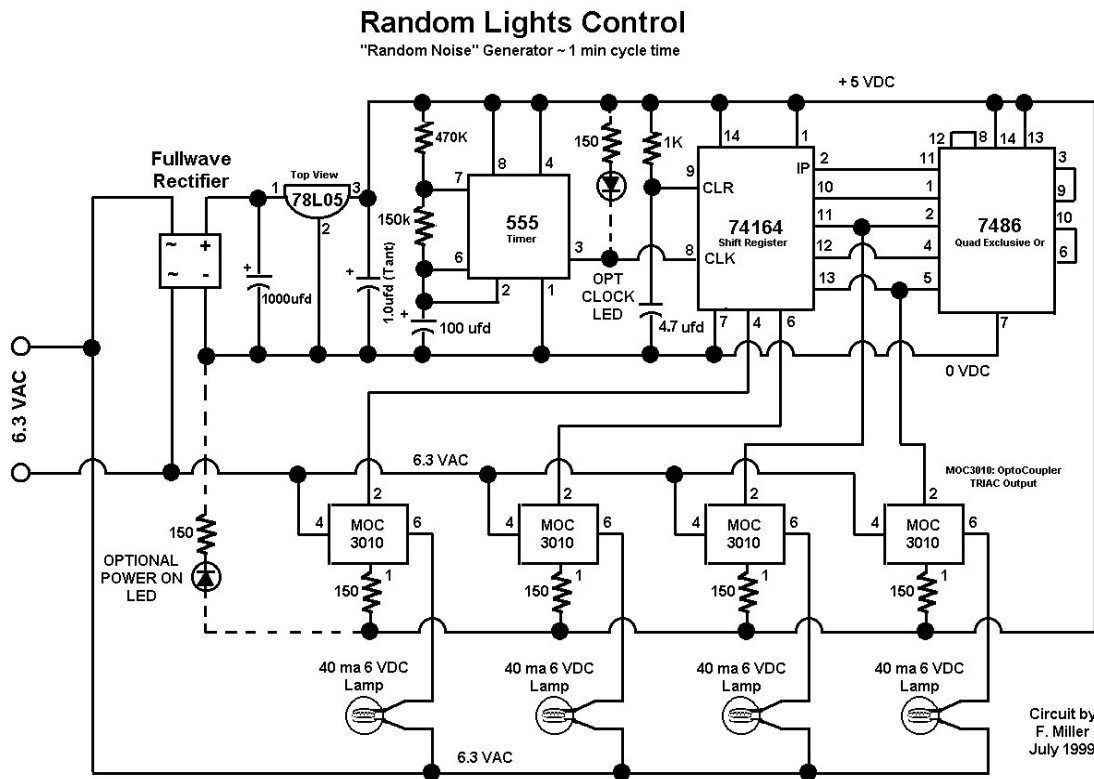 Random Lights Control
"Random Noise" Generator ~ 1 min cycle time
+ 5 VDC
Fullwave
Rectifier
~ +
~ -
Top View
1 78L05 3
2
+
1000ufd
+
1.0ufd (Tant)
470K
150k
+
100 ufd
8 4
7
6
555
Timer
3
2 1
150
OPT
CLOCK
LED
1K
4.7 ufd
14 1
9 CLR
IP 2
10
74164
Shift Register
11
8 CLK
12
13
7 4 6
12 8 14 13
11
1
2
4
5
7486
Quad Exclusive Or
3
9
10
6
7
0 VDC
6.3 VAC
6.3 VAC
MOC3010: OptoCoupler
TRIAC Output
150
OPTIONAL
POWER ON
LED
2
4 MOC 6
3010
1
150
2
4 MOC 6
3010
1
150
2
4 MOC 6
3010
1
150
2
4 MOC 6
3010
1
150
40 ma 6 VDC
Lamp
40 ma 6 VDC
Lamp
40 ma 6 VDC
Lamp
40 ma 6 VDC
Lamp
6.3 VAC
Circuit by
F. Miller
July 1999